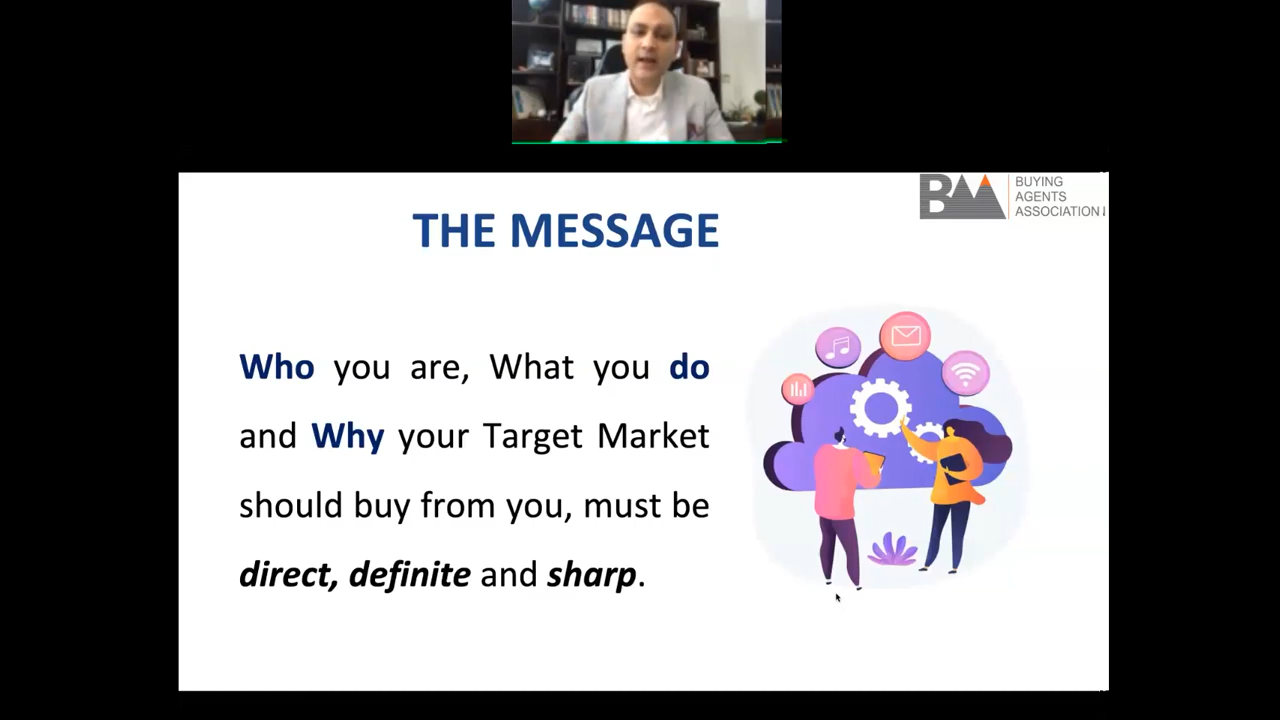 BAA
BUYING
AGENTS
ASSOCIATION
THE MESSAGE
Who you are, What you do
and Why your Target Market
should buy from you, must be
direct, definite and sharp.